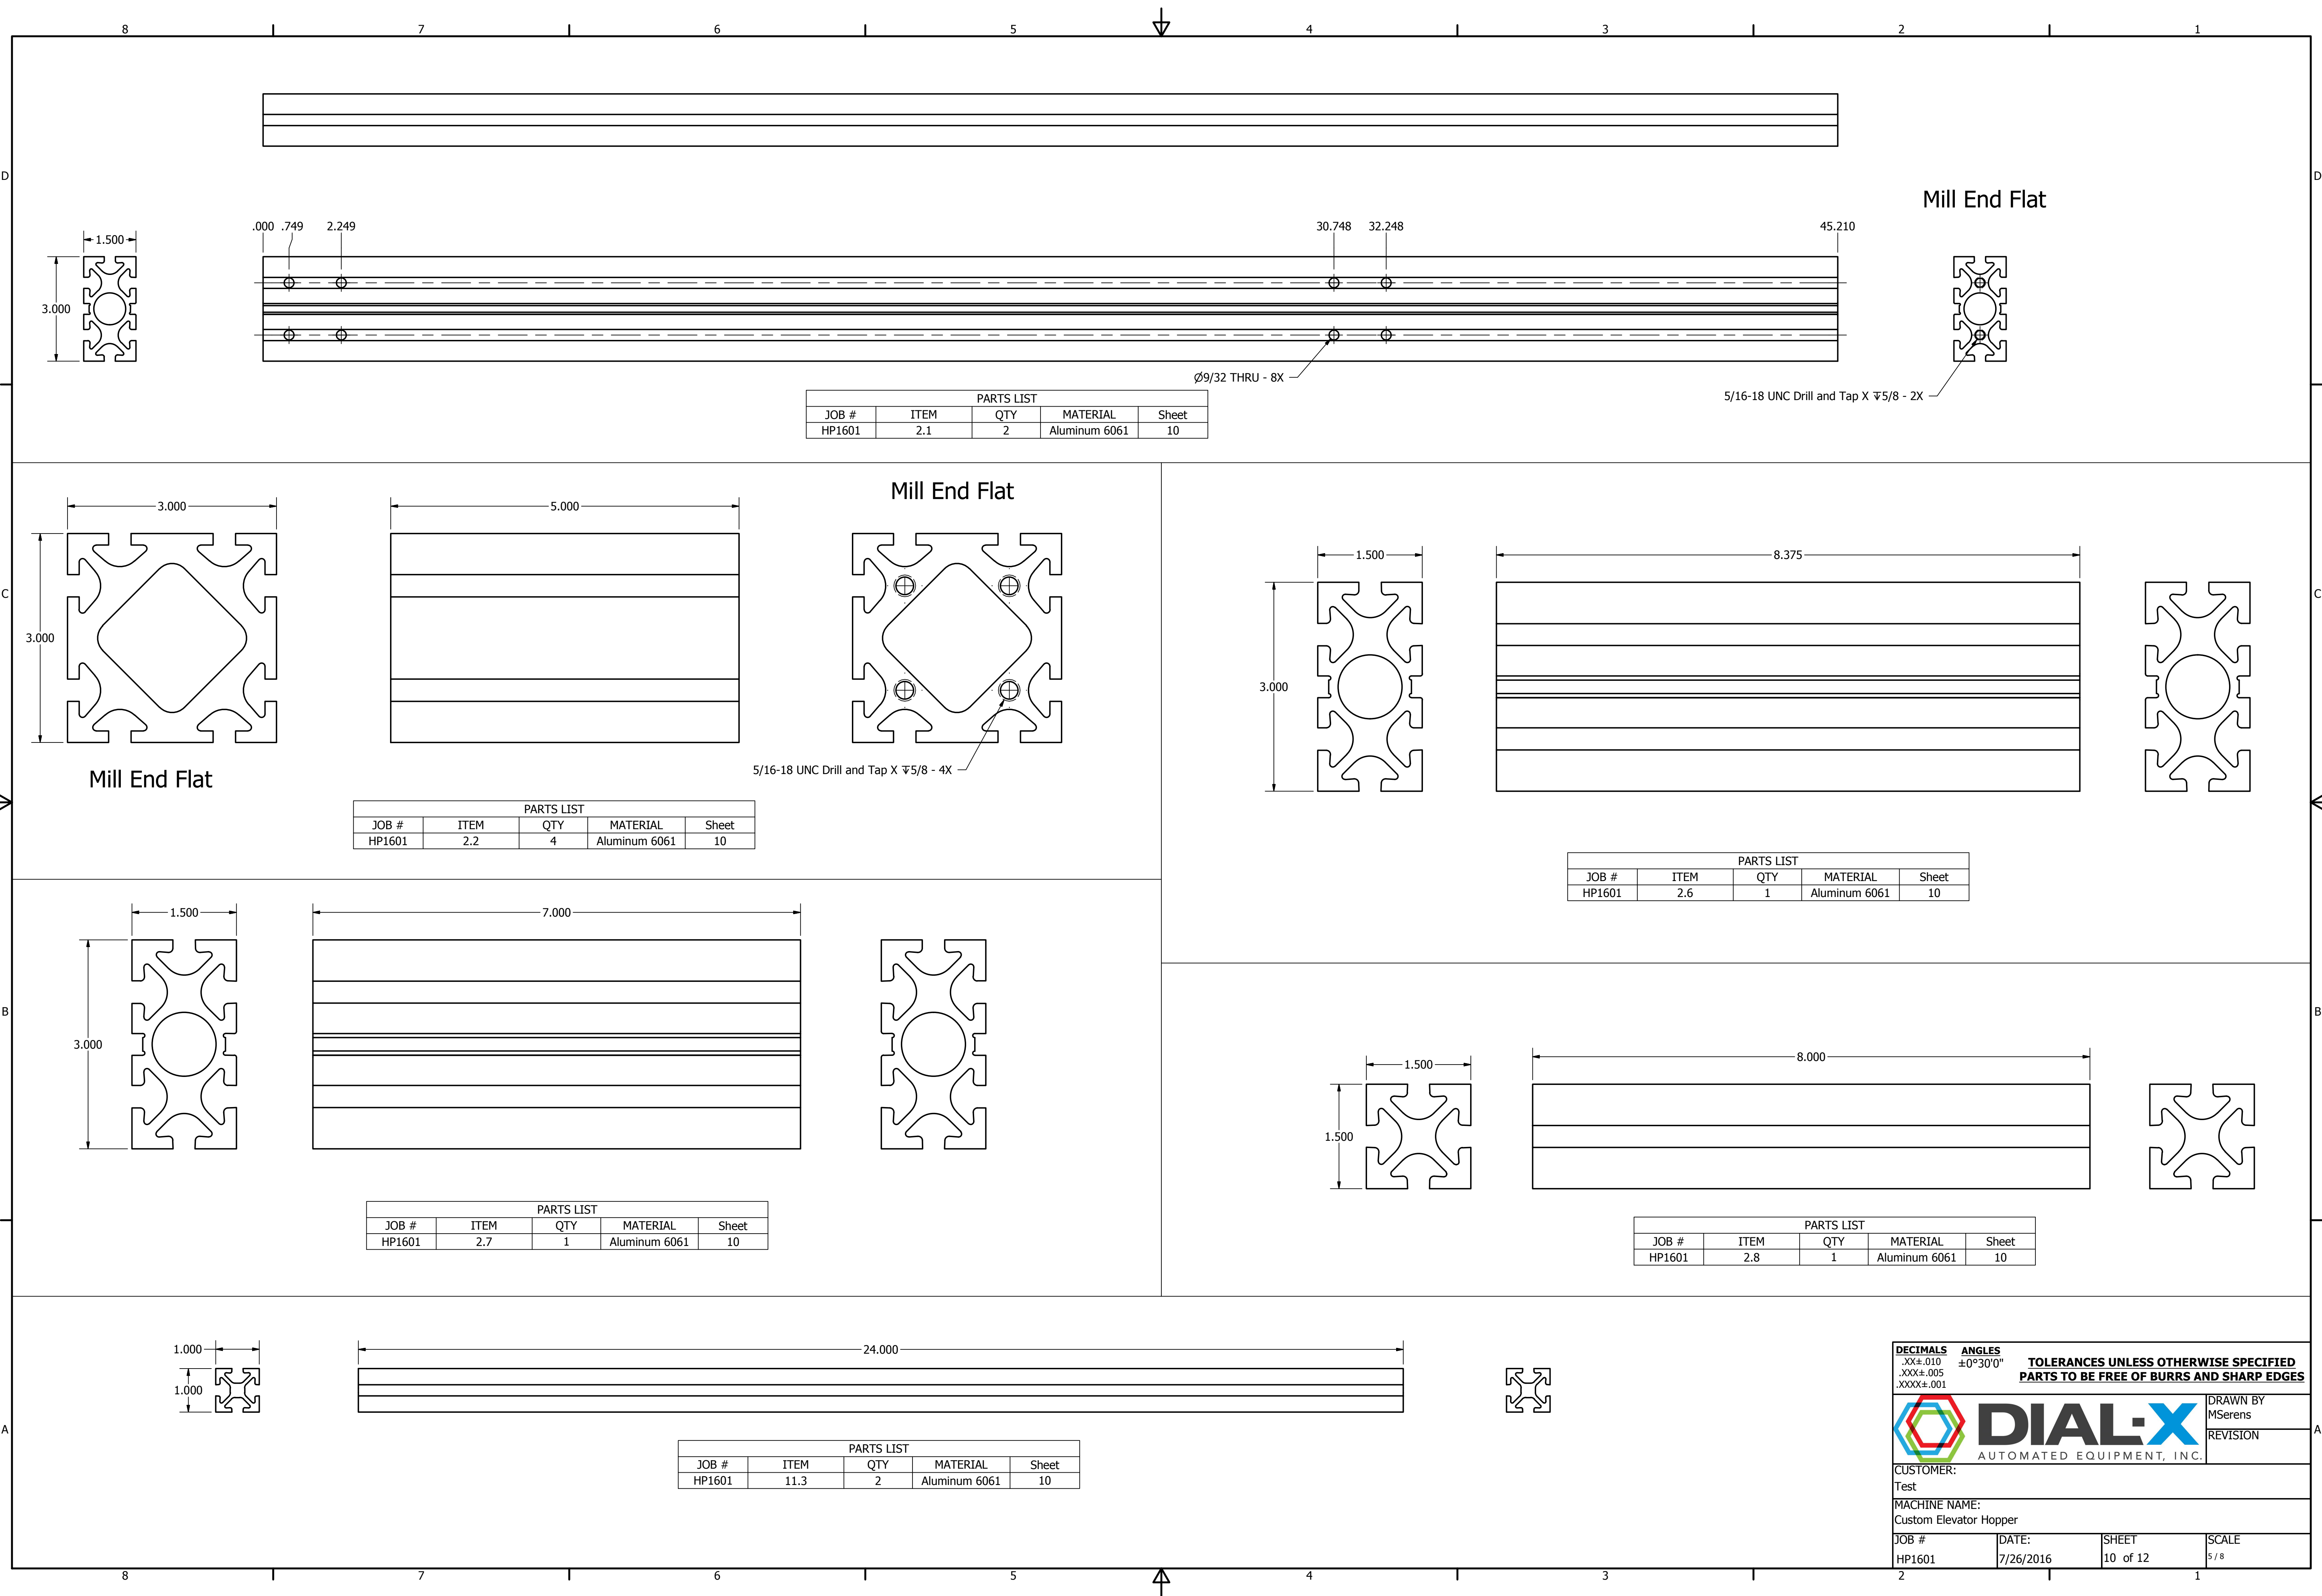 8 7 6 5 4 3 2 1
D D
Mill End Flat
.000 .749 2.249 30.748 32.248 45.210
1.500
3.000
Ø9/32 THRU - 8X
5/16-18 UNC Drill and Tap X ↧5/8 - 2X
PARTS LIST
JOB # ITEM QTY MATERIAL Sheet
HP1601 2.1 2 Aluminum 6061 10
Mill End Flat
3.000 5.000
3.000
5/16-18 UNC Drill and Tap X ↧5/8 - 4X
Mill End Flat
PARTS LIST
JOB # ITEM QTY MATERIAL Sheet
HP1601 2.2 4 Aluminum 6061 10
1.500 8.375
C C
3.000
PARTS LIST
JOB # ITEM QTY MATERIAL Sheet
HP1601 2.6 1 Aluminum 6061 10
1.500 7.000
B B
3.000
PARTS LIST
JOB # ITEM QTY MATERIAL Sheet
HP1601 2.7 1 Aluminum 6061 10
1.500 8.000
1.500
PARTS LIST
JOB # ITEM QTY MATERIAL Sheet
HP1601 2.8 1 Aluminum 6061 10
1.000 24.000
1.000
A A
PARTS LIST
JOB # ITEM QTY MATERIAL Sheet
HP1601 11.3 2 Aluminum 6061 10
DECIMALS ANGLES
.XX±.010 ±0°30'0"
.XXX±.005
.XXXX±.001
TOLERANCES UNLESS OTHERWISE SPECIFIED
PARTS TO BE FREE OF BURRS AND SHARP EDGES
DIAL-X
AUTOMATED EQUIPMENT, INC.
DRAWN BY
MSerens
REVISION
CUSTOMER:
Test
MACHINE NAME:
Custom Elevator Hopper
JOB # DATE: SHEET SCALE
HP1601 7/26/2016 10 of 12 5 / 8
8 7 6 5 4 3 2 1